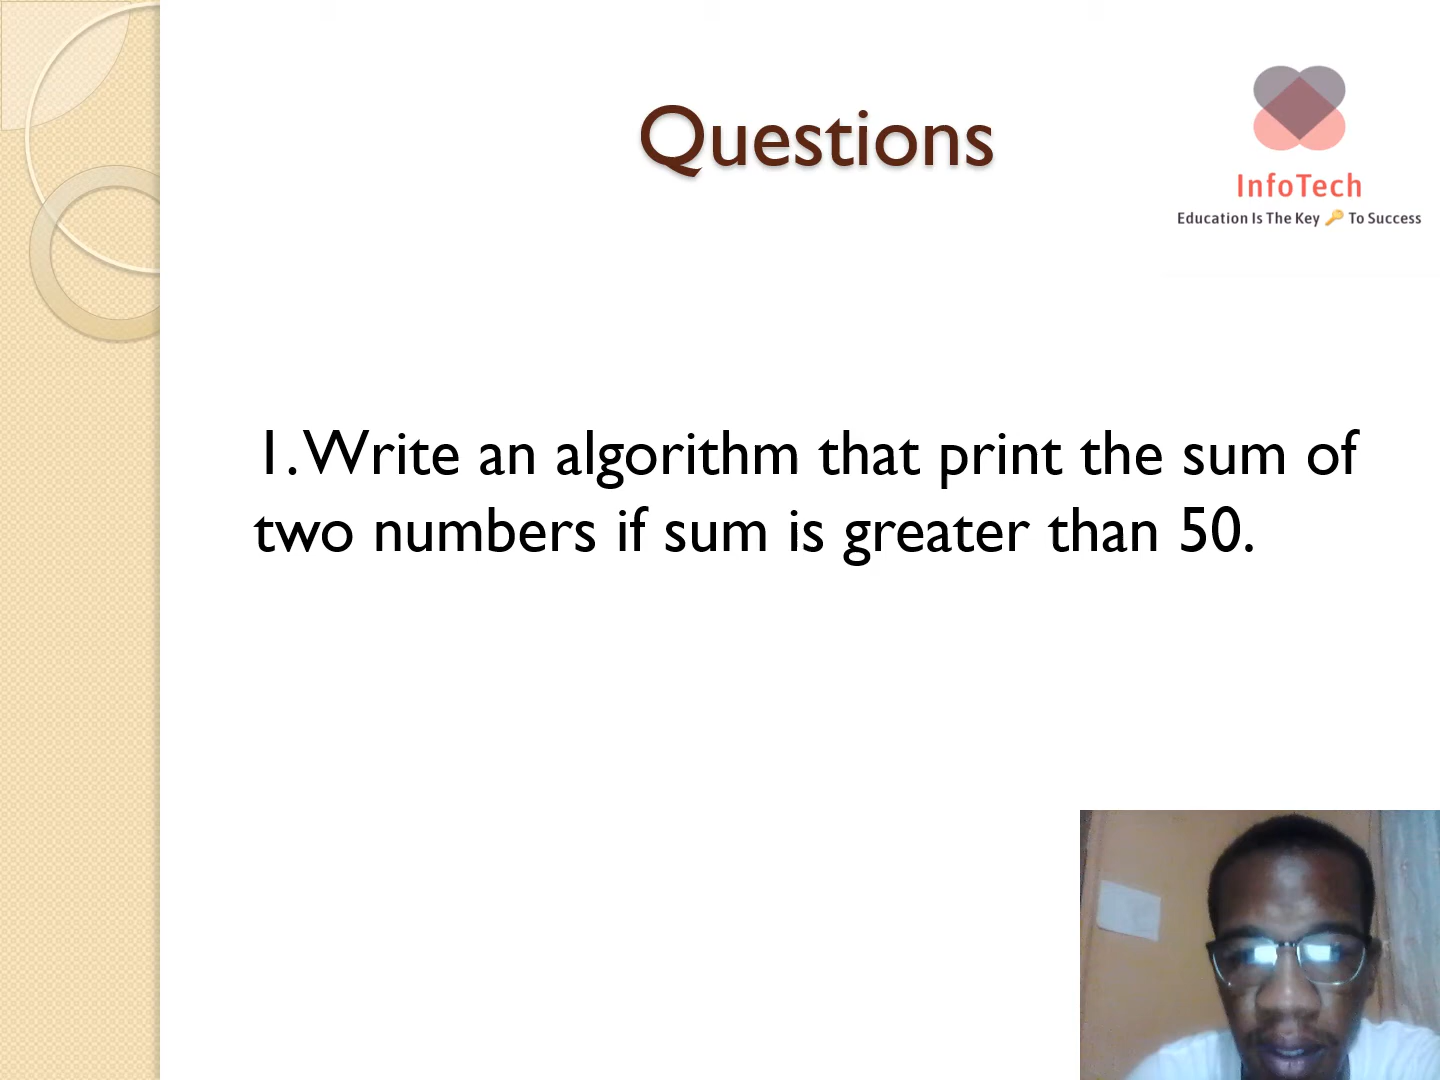 Questions
InfoTech
Education Is The Key 🔑 To Success
1. Write an algorithm that print the sum of
two numbers if sum is greater than 50.